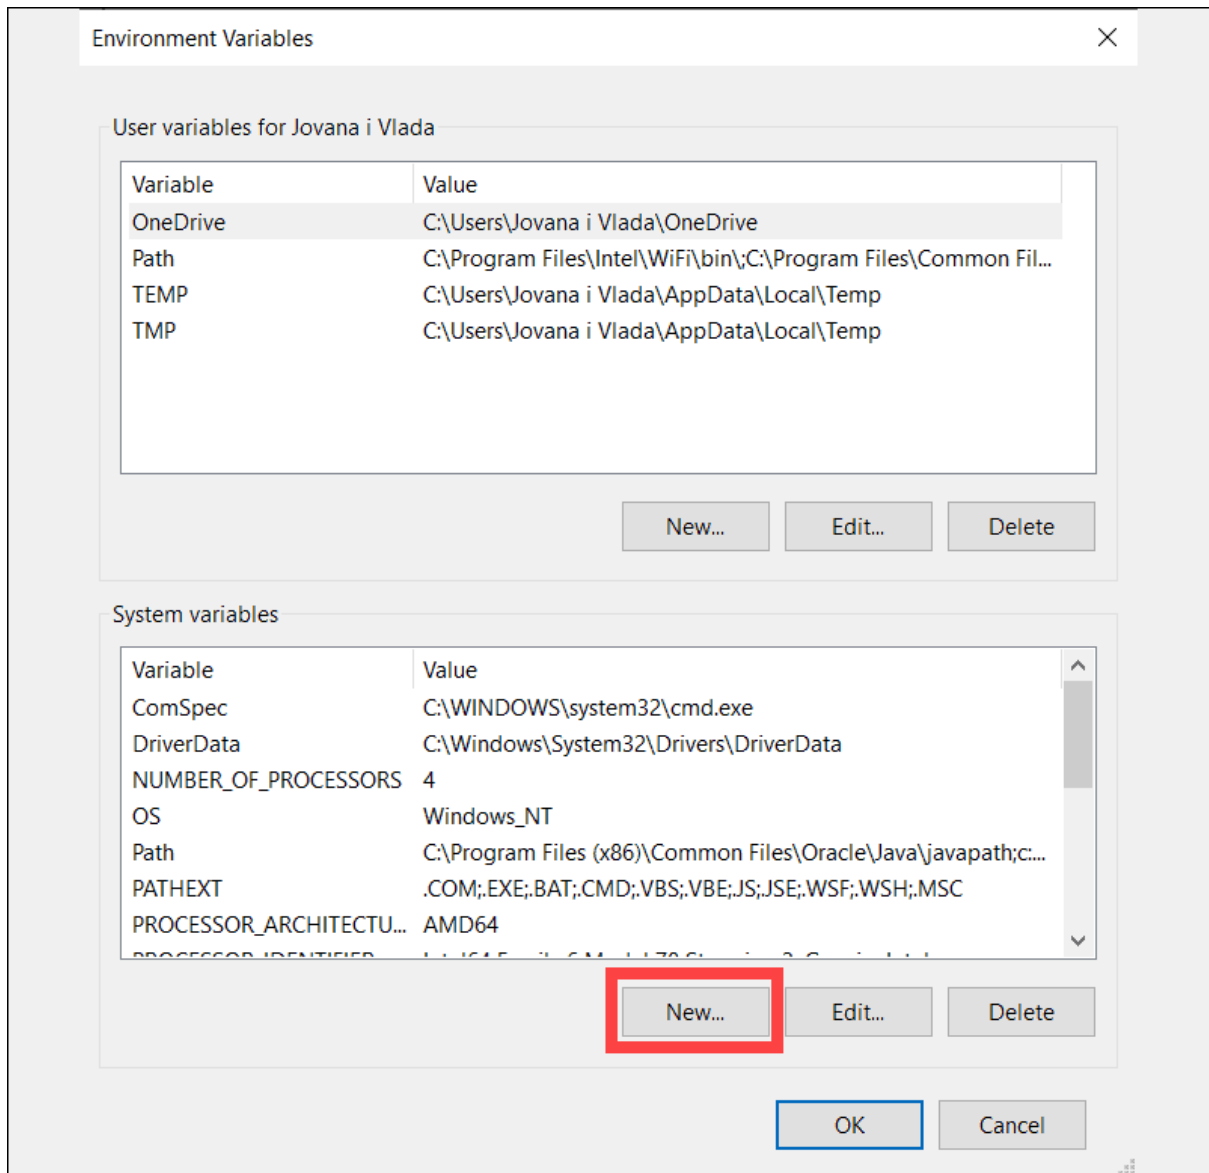 Environment Variables
User variables for Jovana i Vlada
Variable Value
OneDrive C:\Users\Jovana i Vlada\OneDrive
Path C:\Program Files\Intel\WiFi\bin\;C:\Program Files\Common Fil...
TEMP C:\Users\Jovana i Vlada\AppData\Local\Temp
TMP C:\Users\Jovana i Vlada\AppData\Local\Temp
New... Edit... Delete
System variables
Variable Value
ComSpec C:\WINDOWS\system32\cmd.exe
DriverData C:\Windows\System32\Drivers\DriverData
NUMBER_OF_PROCESSORS 4
OS Windows_NT
Path C:\Program Files (x86)\Common Files\Oracle\Java\javapath;c:...
PATHEXT .COM;.EXE;.BAT;.CMD;.VBS;.VBE;.JS;.JSE;.WSF;.WSH;.MSC
PROCESSOR_ARCHITECTU... AMD64
PROCESSOR_IDENTIFIER
New... Edit... Delete
OK Cancel